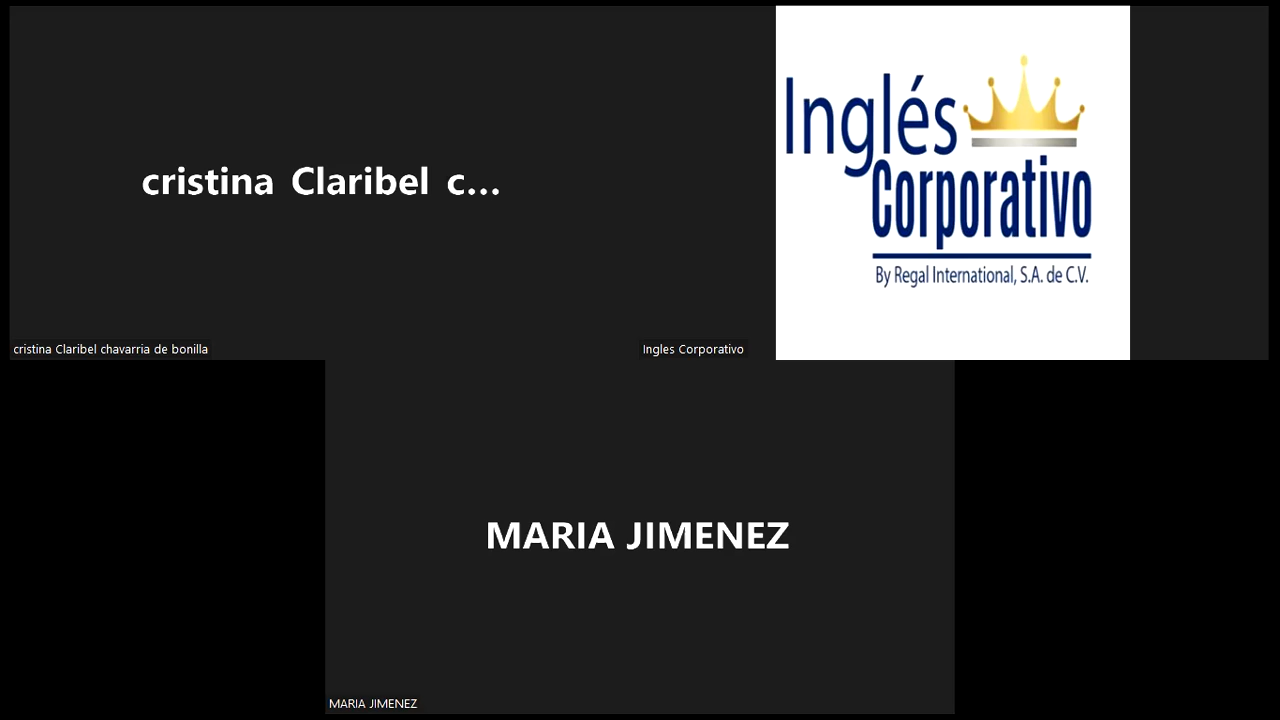 cristina Claribel c...
cristina Claribel chavarria de bonilla
Inglés
Corporativo
By Regal International, S.A. de C.V.
Ingles Corporativo
MARIA JIMENEZ
MARIA JIMENEZ